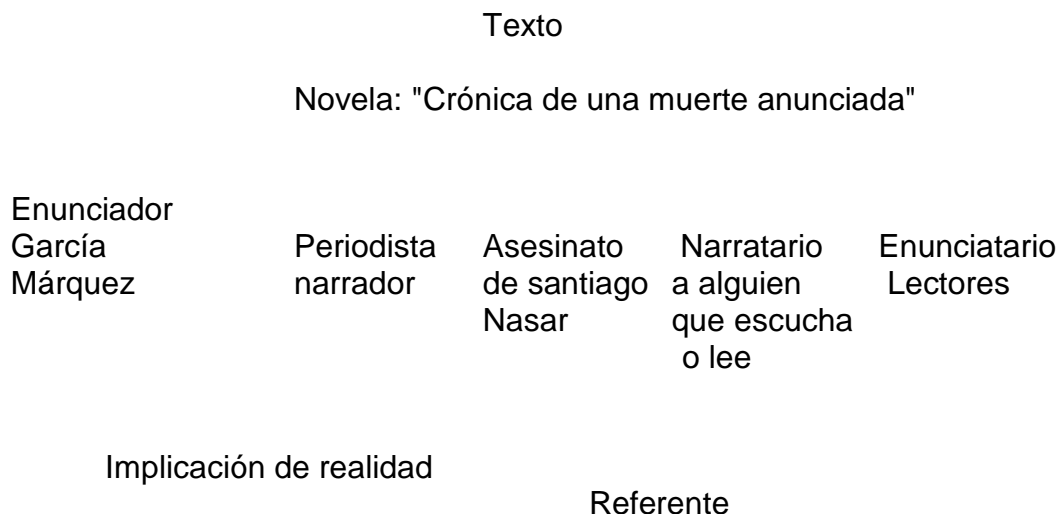 Texto
Novela: "Crónica de una muerte anunciada"
Enunciador
García Periodista Asesinato Narratario Enunciatario
Márquez narrador de santiago a alguien Lectores
Nasar que escucha
o lee
Implicación de realidad
Referente